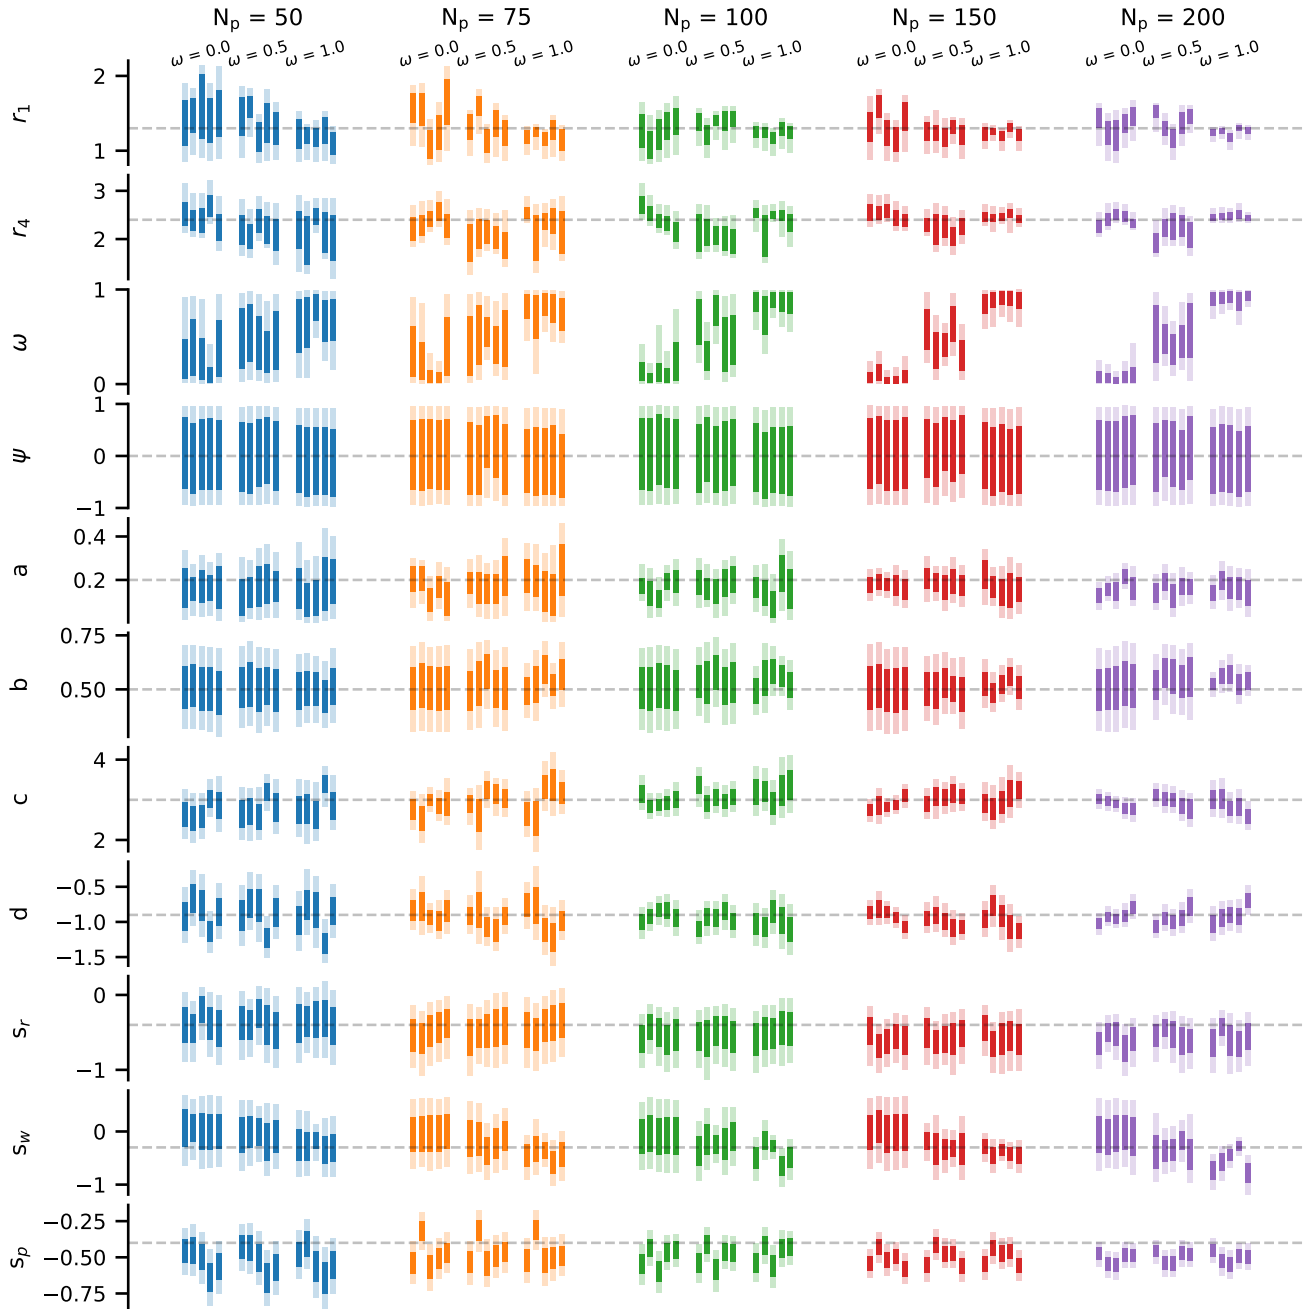 N_p = 50 N_p = 75 N_p = 100 N_p = 150 N_p = 200
ω = 0.0 ω = 0.5 ω = 1.0 ω = 0.0 ω = 0.5 ω = 1.0 ω = 0.0 ω = 0.5 ω = 1.0 ω = 0.0 ω = 0.5 ω = 1.0 ω = 0.0 ω = 0.5 ω = 1.0
r_1
2
1
r_4
3
2
ω
1
0
ψ
1
0
−1
a
0.4
0.2
b
0.75
0.50
c
4
2
d
−0.5
−1.0
−1.5
s_r
0
−1
s_w
0
−1
s_p
−0.25
−0.50
−0.75